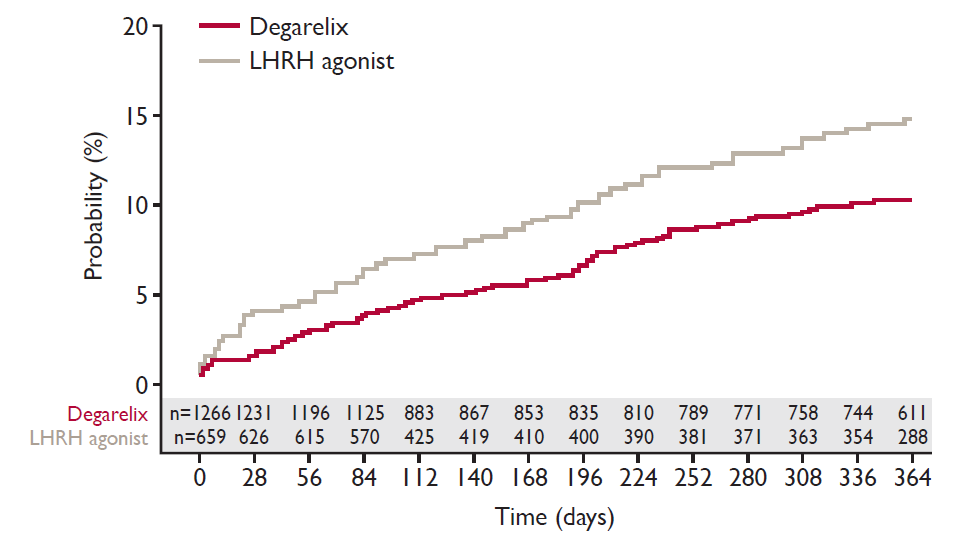 20
Degarelix
LHRH agonist
15
10
5
0
Probability (%)
Degarelix n=1266 1231 1196 1125 883 867 853 835 810 789 771 758 744 611
LHRH agonist n=659 626 615 570 425 419 410 400 390 381 371 363 354 288
0 28 56 84 112 140 168 196 224 252 280 308 336 364
Time (days)